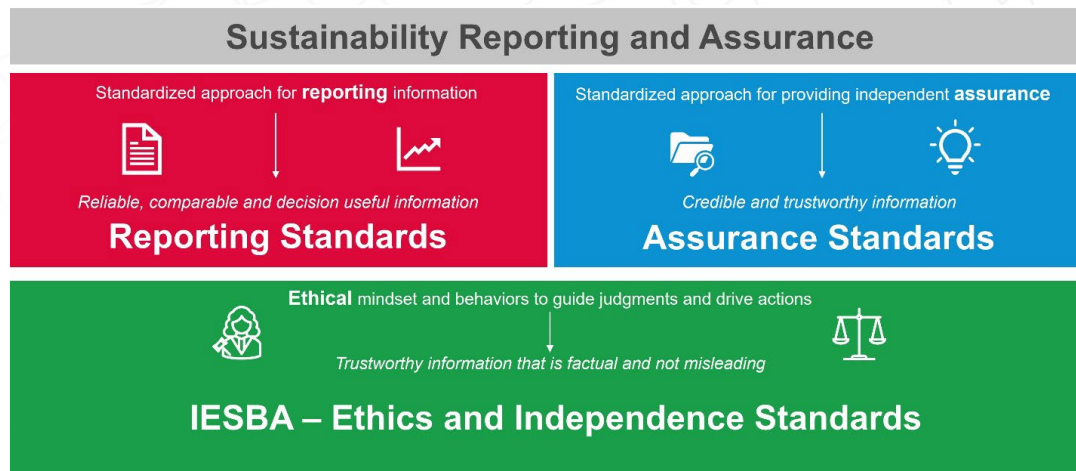 Sustainability Reporting and Assurance
Standardized approach for reporting information
Reliable, comparable and decision useful information
Reporting Standards
Standardized approach for providing independent assurance
Credible and trustworthy information
Assurance Standards
Ethical mindset and behaviors to guide judgments and drive actions
Trustworthy information that is factual and not misleading
IESBA – Ethics and Independence Standards